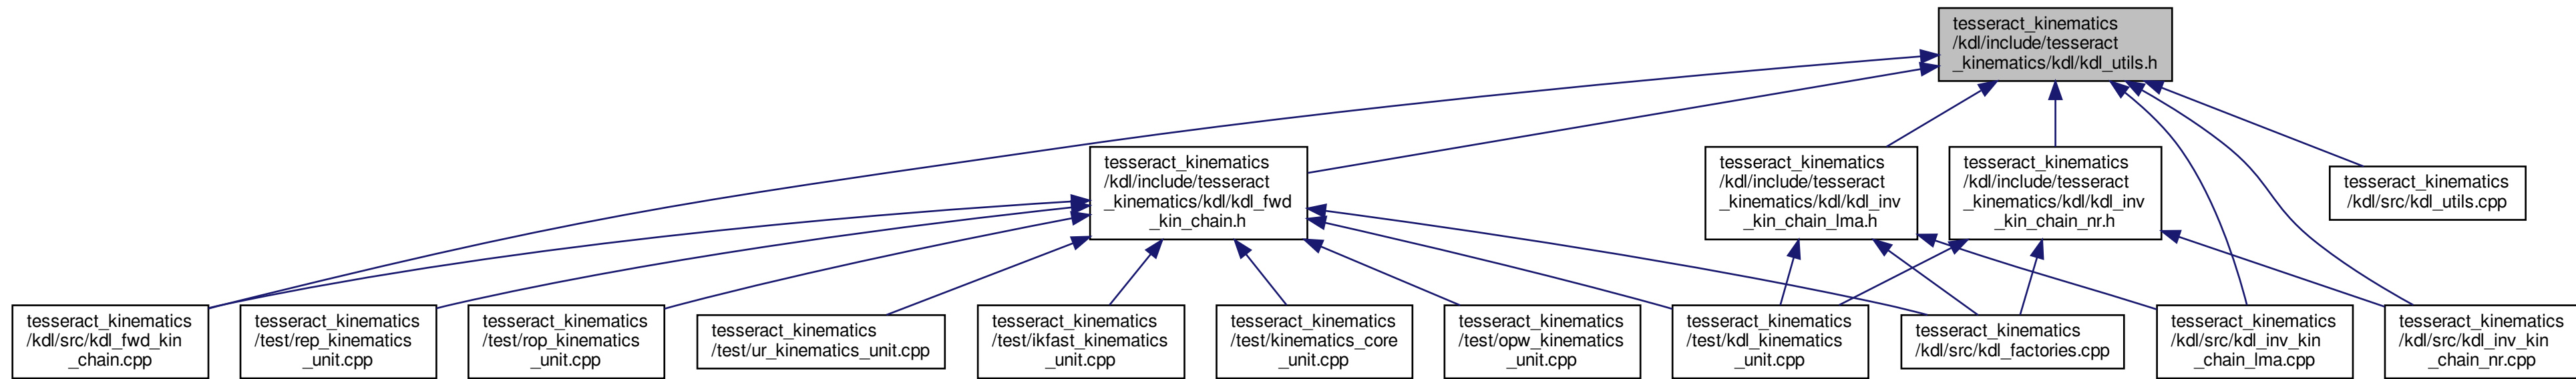 tesseract_kinematics
/kdl/include/tesseract
_kinematics/kdl/kdl_utils.h
tesseract_kinematics
/kdl/include/tesseract
_kinematics/kdl/kdl_fwd
_kin_chain.h
tesseract_kinematics
/kdl/include/tesseract
_kinematics/kdl/kdl_inv
_kin_chain_lma.h
tesseract_kinematics
/kdl/include/tesseract
_kinematics/kdl/kdl_inv
_kin_chain_nr.h
tesseract_kinematics
/kdl/src/kdl_utils.cpp
tesseract_kinematics
/kdl/src/kdl_fwd_kin
_chain.cpp
tesseract_kinematics
/test/rep_kinematics
_unit.cpp
tesseract_kinematics
/test/rop_kinematics
_unit.cpp
tesseract_kinematics
/test/ur_kinematics_unit.cpp
tesseract_kinematics
/test/ikfast_kinematics
_unit.cpp
tesseract_kinematics
/test/kinematics_core
_unit.cpp
tesseract_kinematics
/test/opw_kinematics
_unit.cpp
tesseract_kinematics
/test/kdl_kinematics
_unit.cpp
tesseract_kinematics
/kdl/src/kdl_factories.cpp
tesseract_kinematics
/kdl/src/kdl_inv_kin
_chain_lma.cpp
tesseract_kinematics
/kdl/src/kdl_inv_kin
_chain_nr.cpp